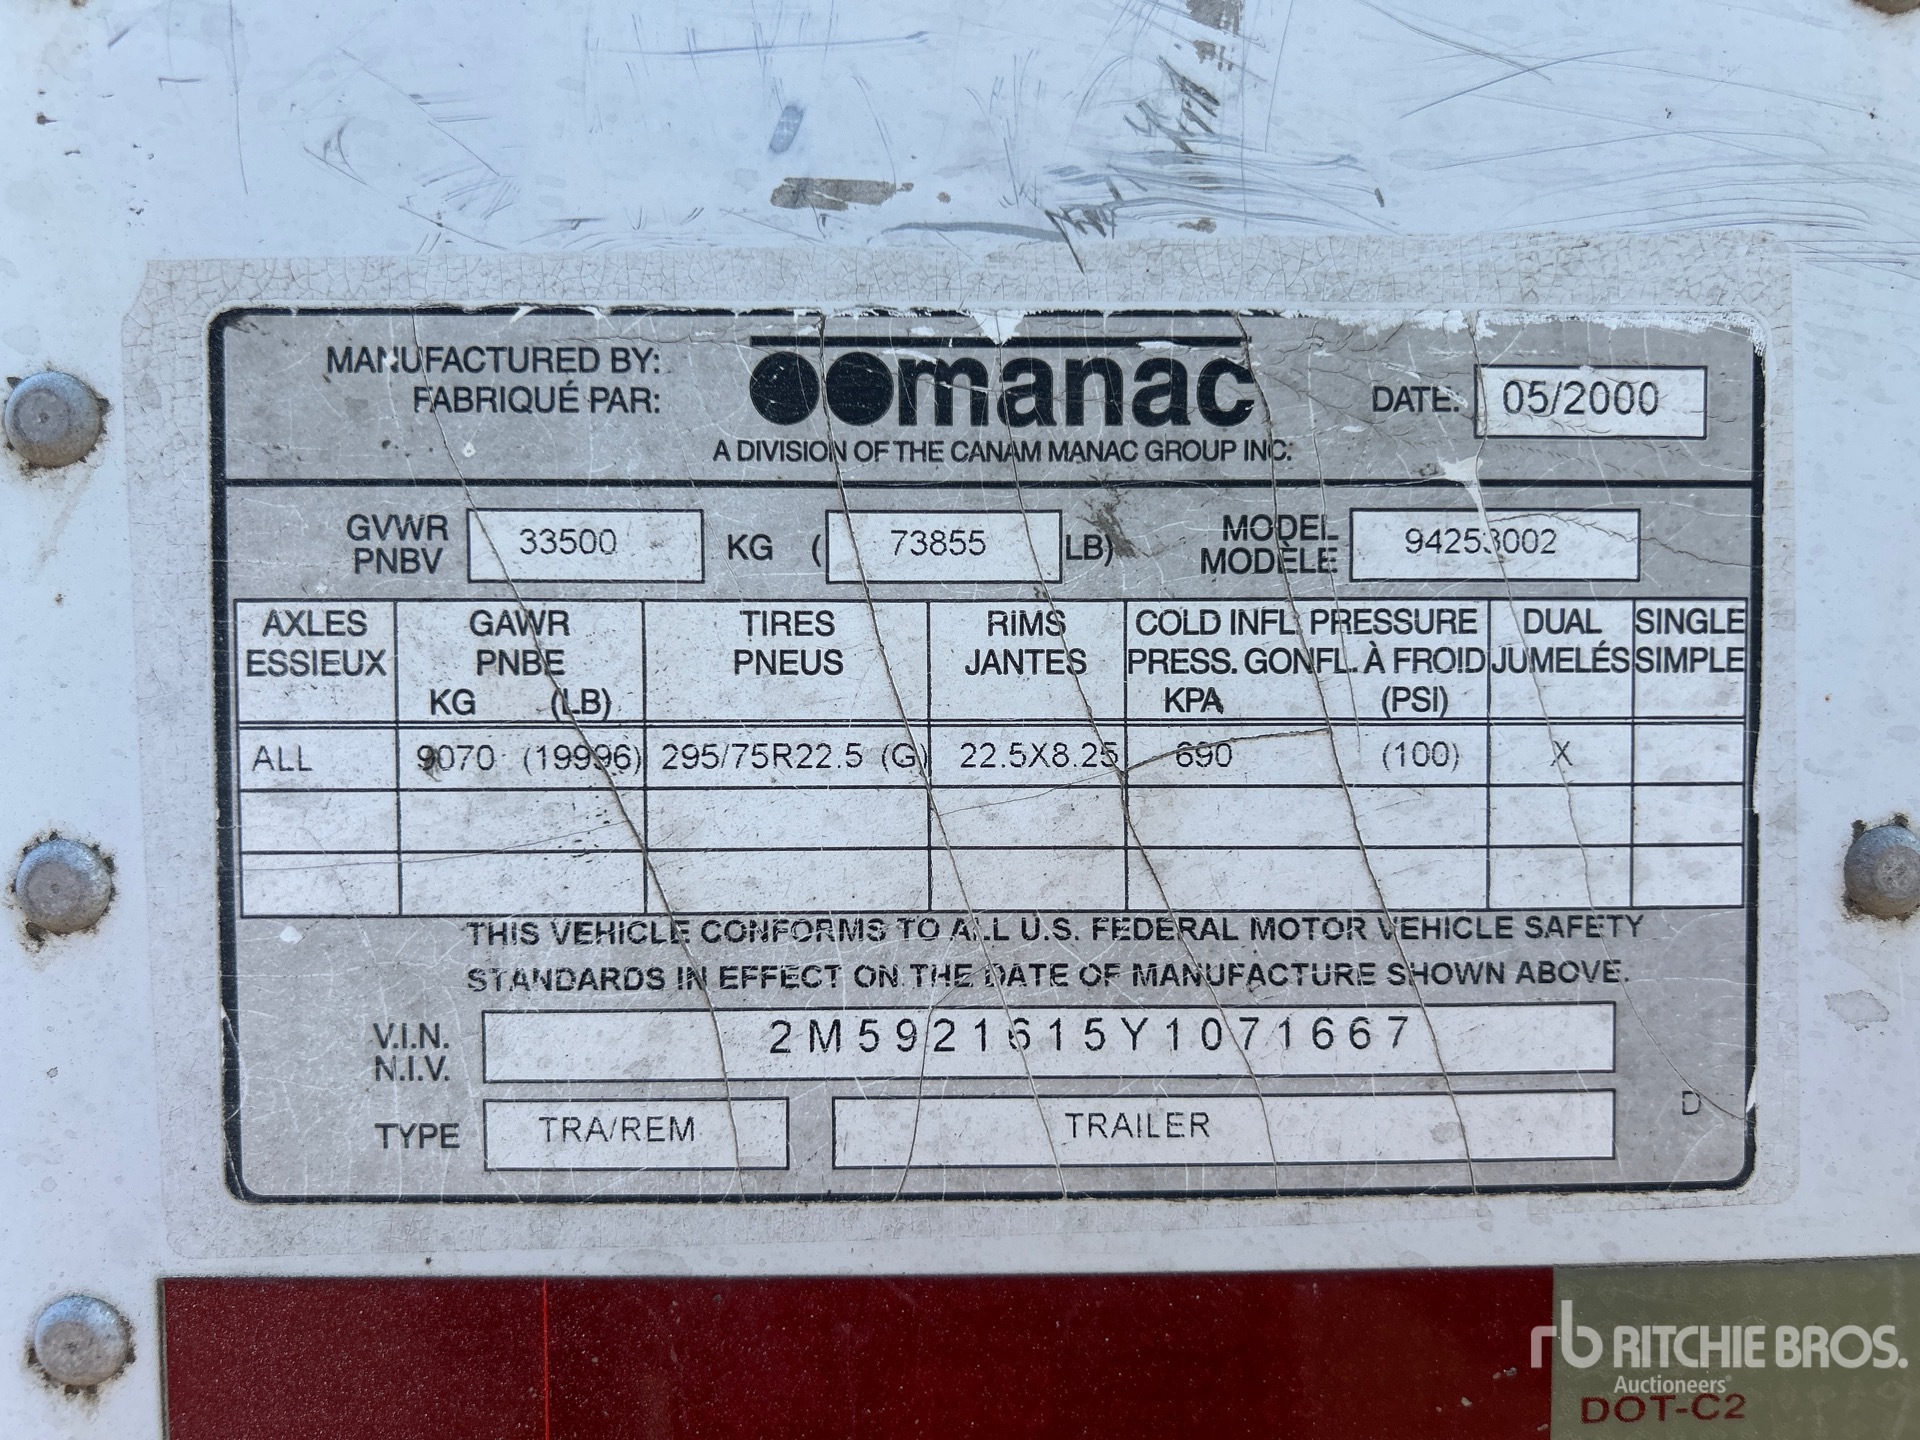 MANUFACTURED BY:
FABRIQUÉ PAR:
manac
A DIVISION OF THE CANAM MANAC GROUP INC.
DATE: 05/2000
GVWR
PNBV
33500 KG ( 73855 LB)
MODEL
MODÈLE
94253002
AXLES GAWR TIRES RIMS COLD INFL. PRESSURE DUAL SINGLE
ESSIEUX PNBE PNEUS JANTES PRESS. GONFL. À FROID JUMELÉS SIMPLE
KG (LB) KPA (PSI)
ALL 9070 (19996) 295/75R22.5 (G) 22.5X8.25 690 (100) X
THIS VEHICLE CONFORMS TO ALL U.S. FEDERAL MOTOR VEHICLE SAFETY
STANDARDS IN EFFECT ON THE DATE OF MANUFACTURE SHOWN ABOVE.
V.I.N.
N.I.V.
2M5921615Y1071667
TYPE TRA/REM TRAILER D
rb RITCHIE BROS.
Auctioneers
DOT-C2